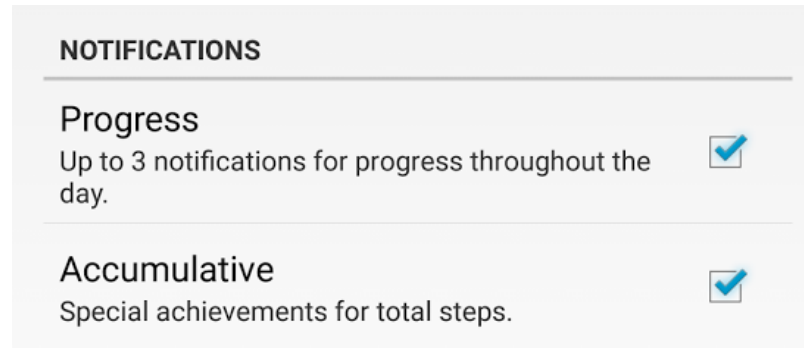 NOTIFICATIONS
Progress
Up to 3 notifications for progress throughout the
day.
Accumulative
Special achievements for total steps.